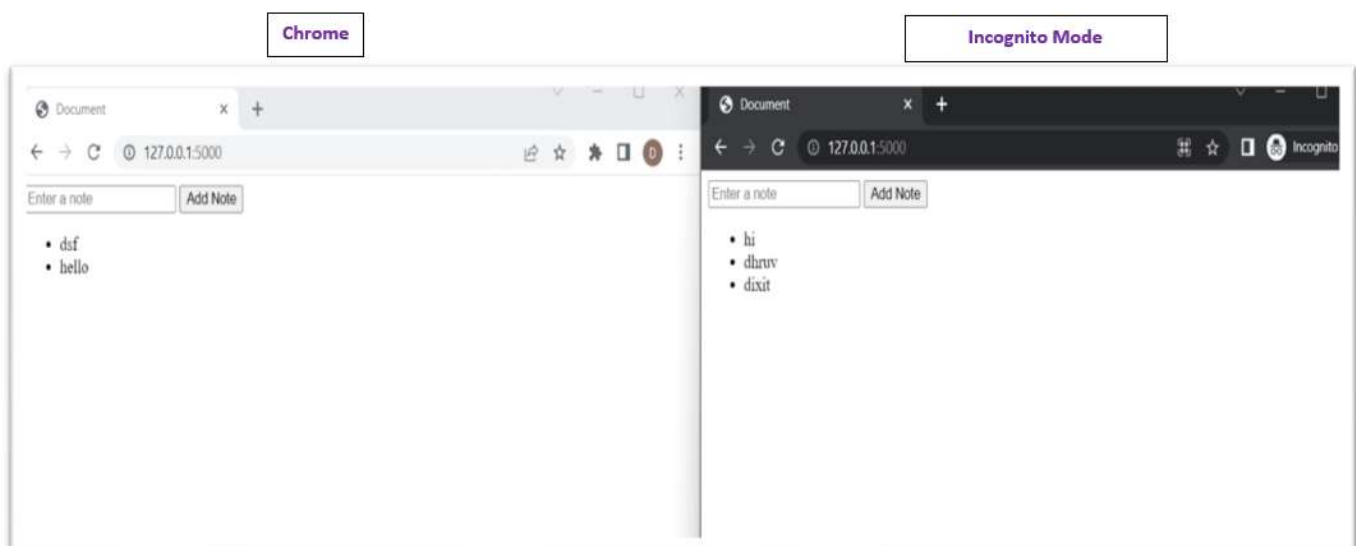 Chrome
Incognito Mode
Document
127.0.0.1:5000
D
Enter a note Add Note
dsf
hello
Document
127.0.0.1:5000
Incognito
Enter a note Add Note
hi
dhruv
dixit